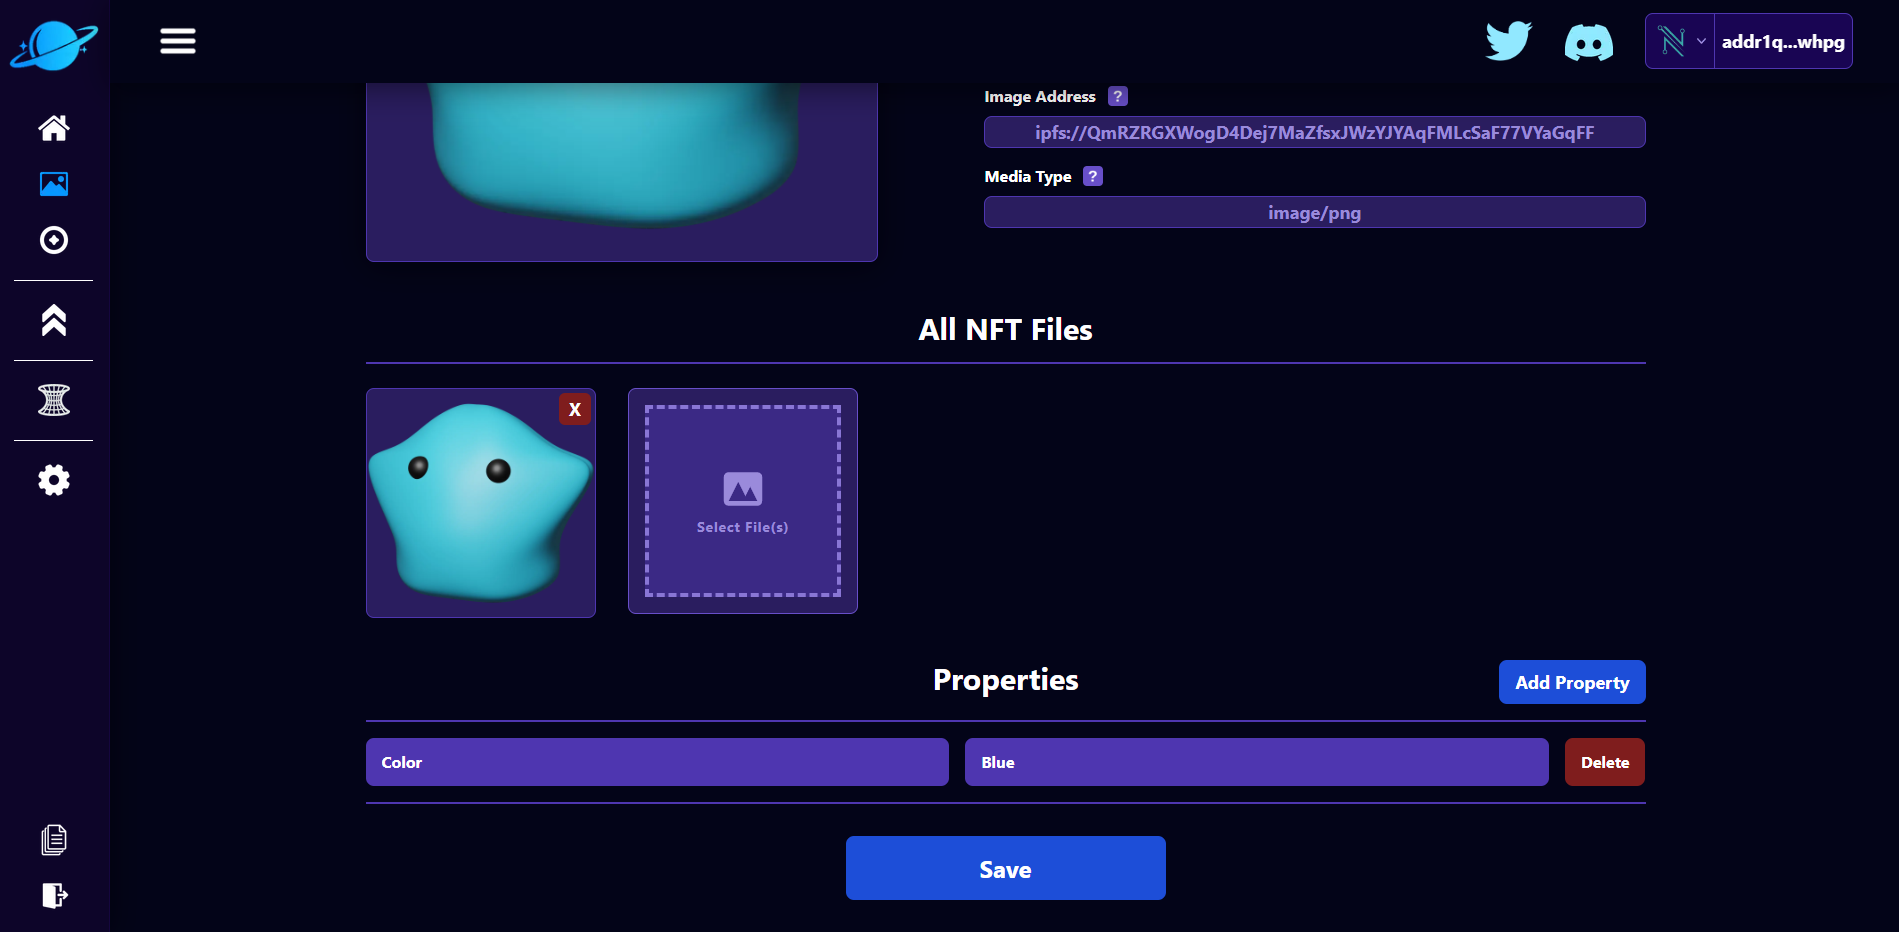 addr1q...whpg
Image Address ?
ipfs://QmRZRGXWogD4Dej7MaZfsxJWzYJYAqFMLcSaF77VYaGqFF
Media Type ?
image/png
All NFT Files
X
Select File(s)
Properties
Add Property
Color
Blue
Delete
Save